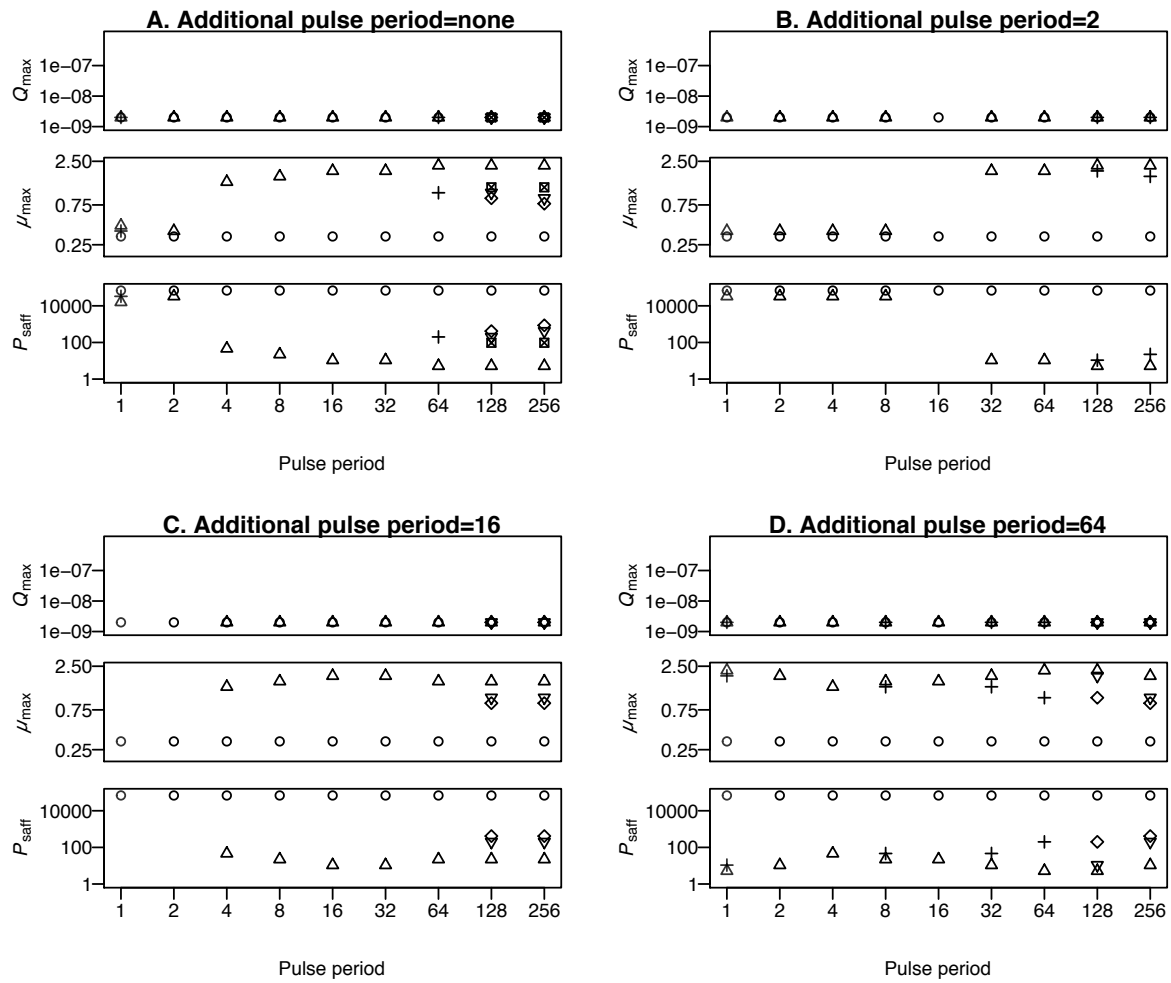 A. Additional pulse period=none
Qmax
1e−07
1e−08
1e−09
μmax
2.50
0.75
0.25
Psaff
10000
100
1
1 2 4 8 16 32 64 128 256
Pulse period
B. Additional pulse period=2
Qmax
1e−07
1e−08
1e−09
μmax
2.50
0.75
0.25
Psaff
10000
100
1
1 2 4 8 16 32 64 128 256
Pulse period
C. Additional pulse period=16
Qmax
1e−07
1e−08
1e−09
μmax
2.50
0.75
0.25
Psaff
10000
100
1
1 2 4 8 16 32 64 128 256
Pulse period
D. Additional pulse period=64
Qmax
1e−07
1e−08
1e−09
μmax
2.50
0.75
0.25
Psaff
10000
100
1
1 2 4 8 16 32 64 128 256
Pulse period